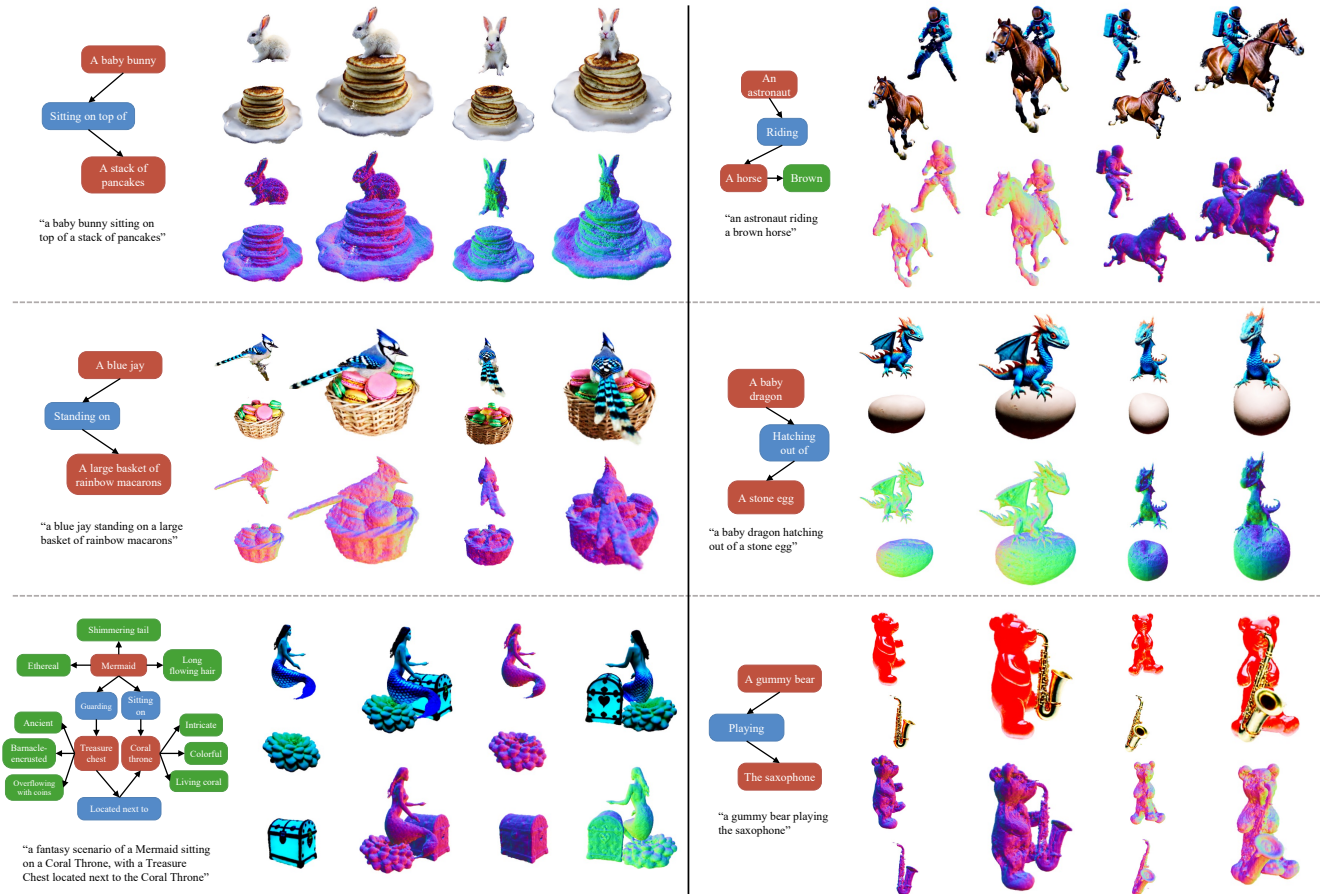 A baby bunny
Sitting on top of
A stack of
pancakes
"a baby bunny sitting on
top of a stack of pancakes"
An
astronaut
Riding
A horse
Brown
"an astronaut riding
a brown horse"
A blue jay
Standing on
A large basket of
rainbow macarons
"a blue jay standing on a large
basket of rainbow macarons"
A baby
dragon
Hatching
out of
A stone egg
"a baby dragon hatching
out of a stone egg"
Shimmering tail
Ethereal
Mermaid
Long
flowing hair
Guarding
Sitting
on
Ancient
Intricate
Barnacle-
encrusted
Treasure
chest
Coral
throne
Colorful
Overflowing
with coins
Living coral
Located next to
"a fantasy scenario of a Mermaid sitting
on a Coral Throne, with a Treasure
Chest located next to the Coral Throne"
A gummy bear
Playing
The saxophone
"a gummy bear playing
the saxophone"